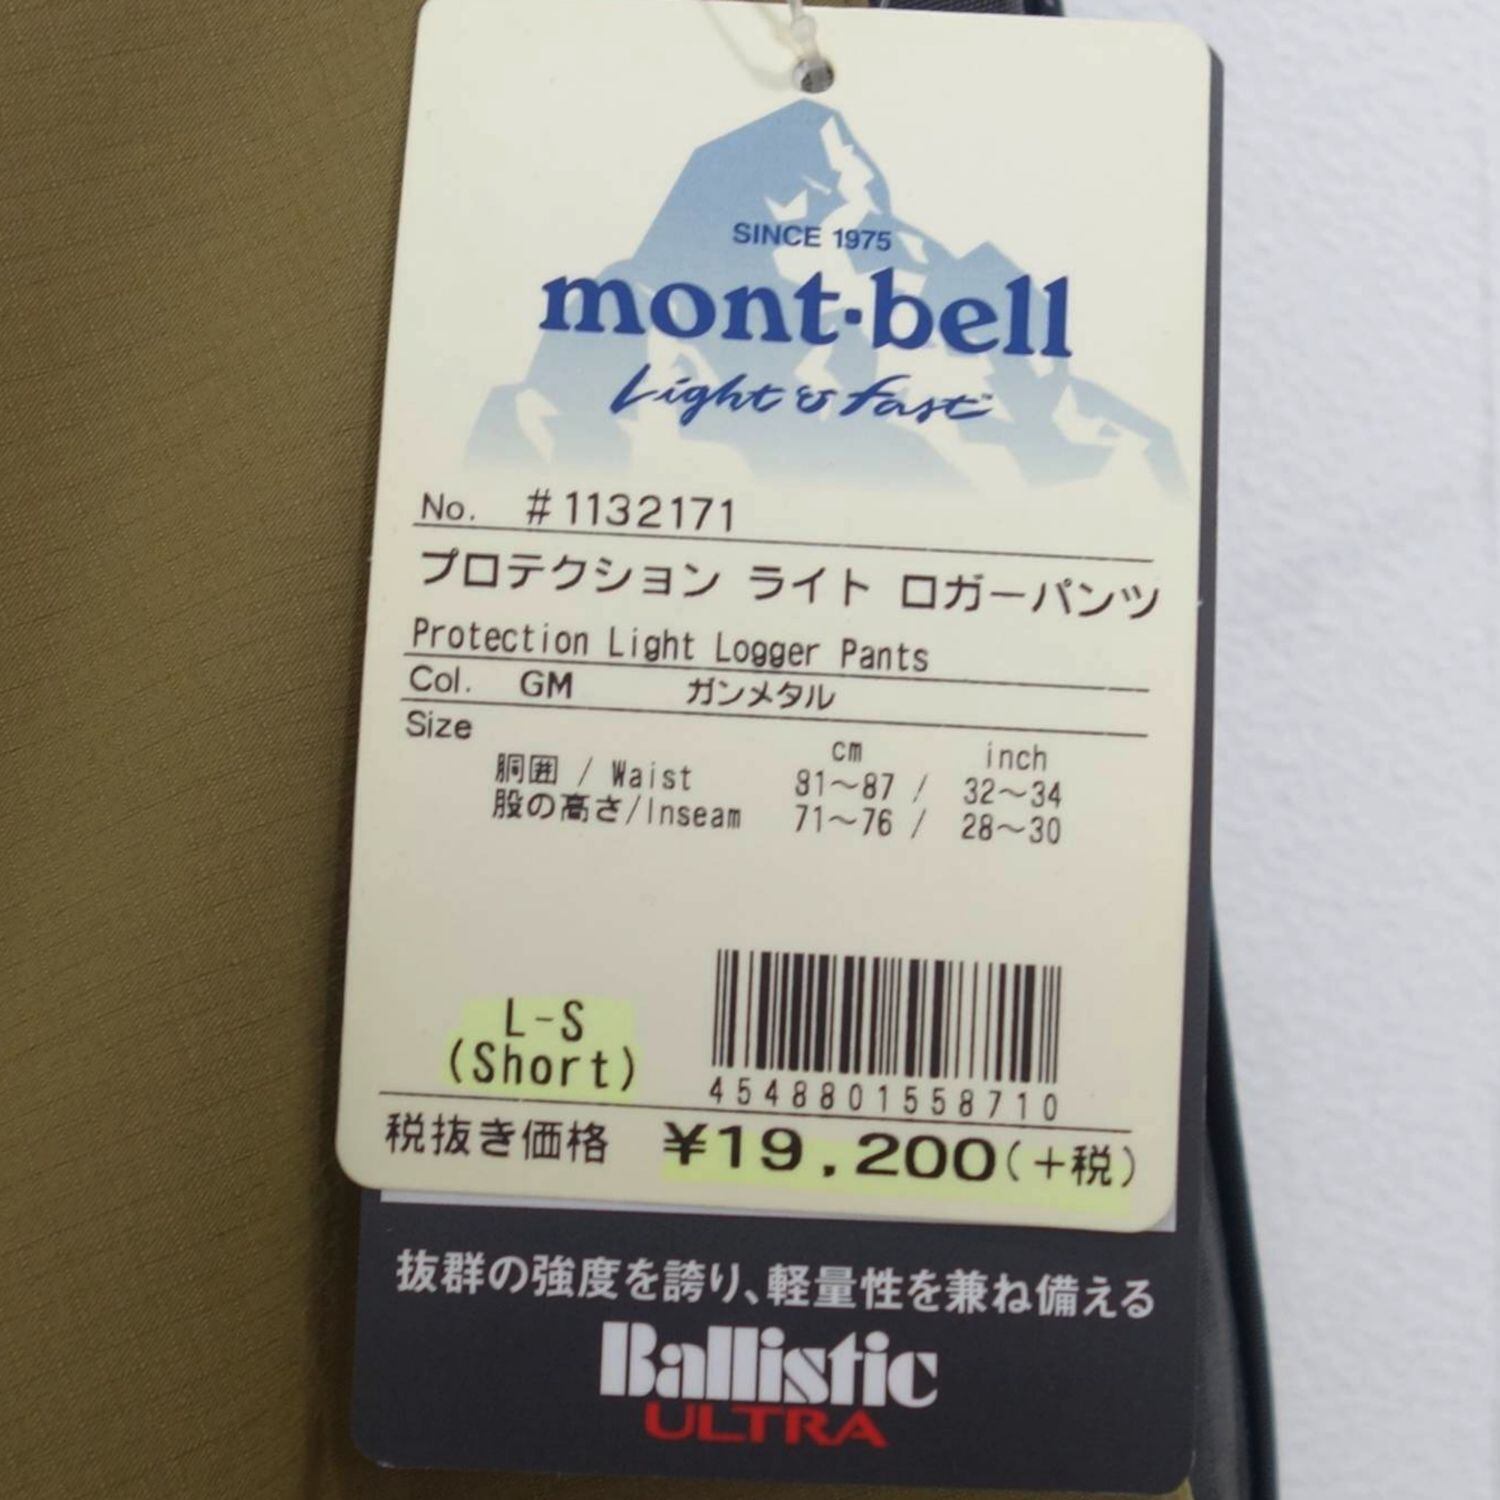 SINCE 1975
mont-bell
Light & Fast™
No. #1132171
プロテクション ライト ロガーパンツ
Protection Light Logger Pants
Col. GM ガンメタル
Size
cm inch
胴囲 / Waist 81～87 / 32～34
股の高さ/Inseam 71～76 / 28～30
L-S
(Short)
4548801558710
税抜き価格 ¥19,200(+税)
抜群の強度を誇り、軽量性を兼ね備える
Ballistic
ULTRA